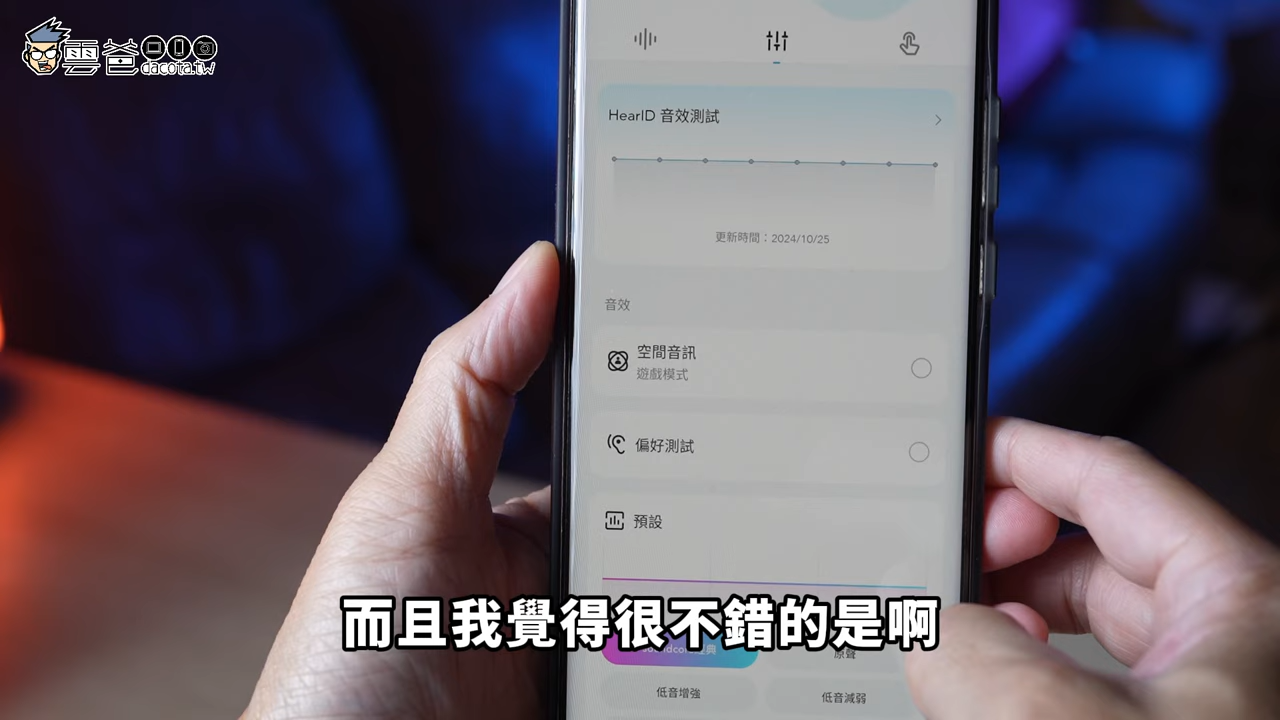 雲爸
dacota.tw
HearID 音效測試
更新時間：2024/10/25
音效
空間音訊
遊戲模式
偏好測試
預設
而且我覺得很不錯的是啊
原聲
低音增強
低音減弱